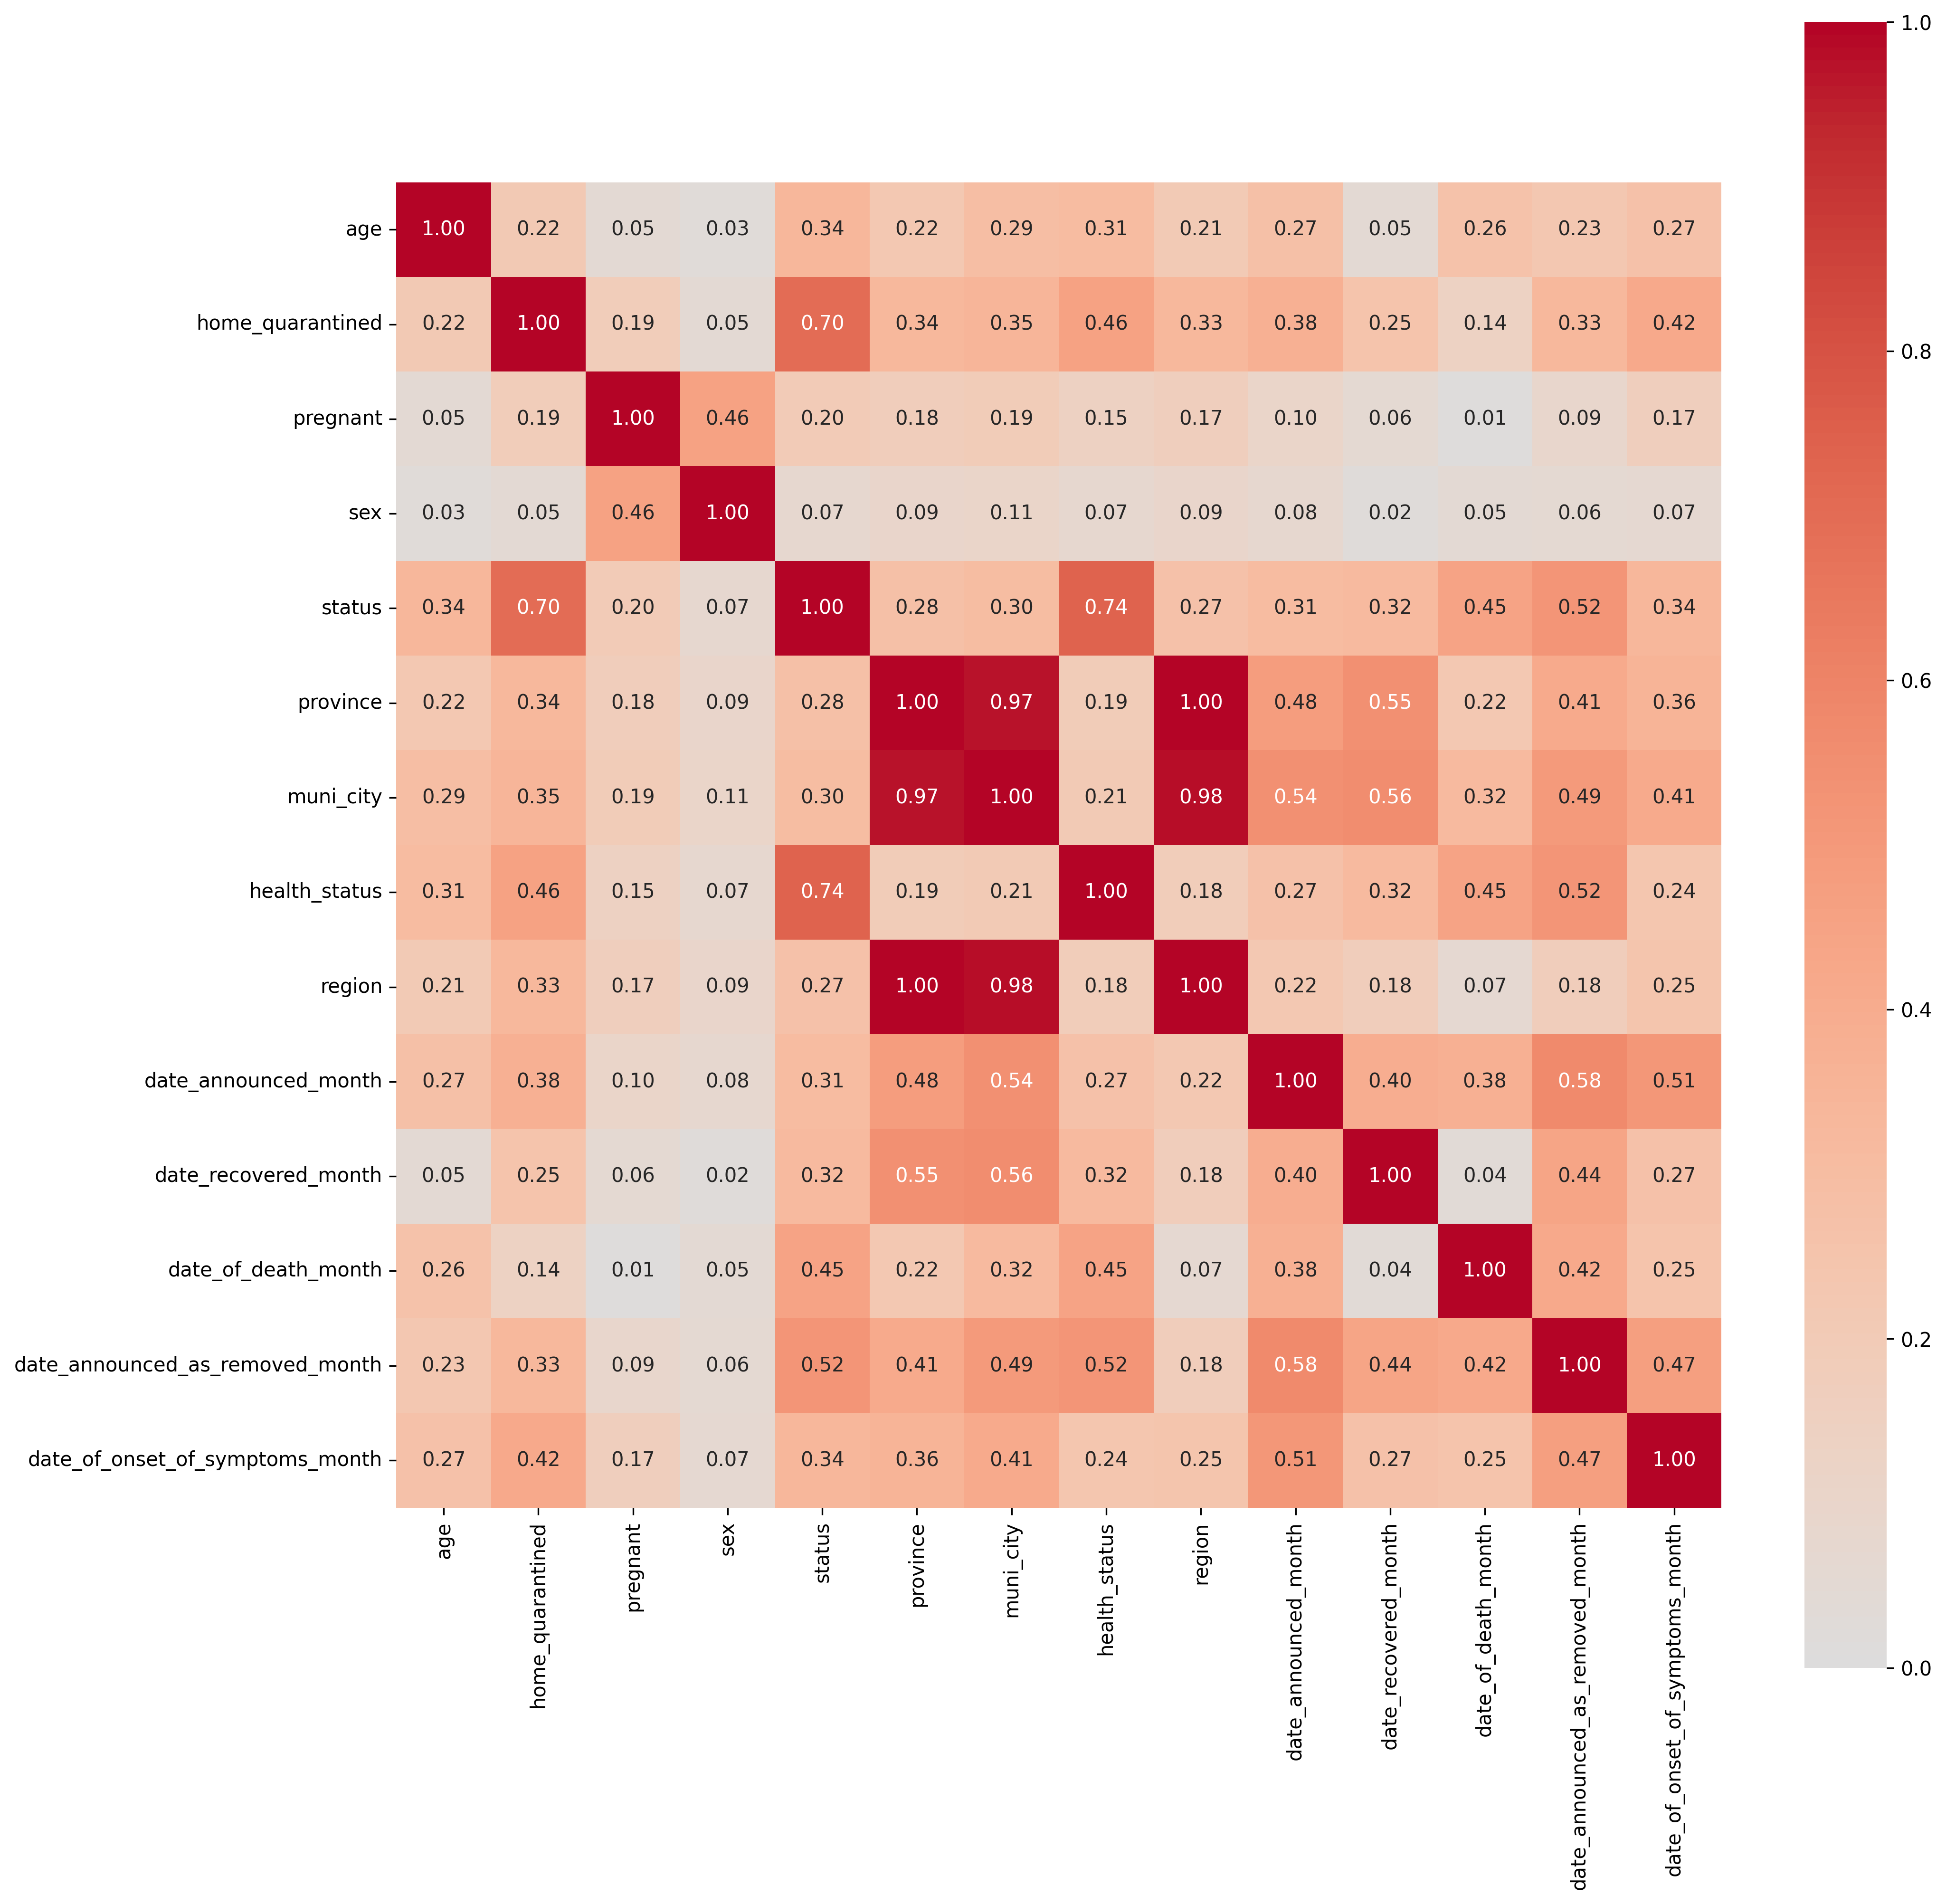 1.0
age 1.00 0.22 0.05 0.03 0.34 0.22 0.29 0.31 0.21 0.27 0.05 0.26 0.23 0.27
home_quarantined 0.22 1.00 0.19 0.05 0.70 0.34 0.35 0.46 0.33 0.38 0.25 0.14 0.33 0.42
0.8
pregnant 0.05 0.19 1.00 0.46 0.20 0.18 0.19 0.15 0.17 0.10 0.06 0.01 0.09 0.17
sex 0.03 0.05 0.46 1.00 0.07 0.09 0.11 0.07 0.09 0.08 0.02 0.05 0.06 0.07
status 0.34 0.70 0.20 0.07 1.00 0.28 0.30 0.74 0.27 0.31 0.32 0.45 0.52 0.34
0.6
province 0.22 0.34 0.18 0.09 0.28 1.00 0.97 0.19 1.00 0.48 0.55 0.22 0.41 0.36
muni_city 0.29 0.35 0.19 0.11 0.30 0.97 1.00 0.21 0.98 0.54 0.56 0.32 0.49 0.41
health_status 0.31 0.46 0.15 0.07 0.74 0.19 0.21 1.00 0.18 0.27 0.32 0.45 0.52 0.24
region 0.21 0.33 0.17 0.09 0.27 1.00 0.98 0.18 1.00 0.22 0.18 0.07 0.18 0.25
0.4
date_announced_month 0.27 0.38 0.10 0.08 0.31 0.48 0.54 0.27 0.22 1.00 0.40 0.38 0.58 0.51
date_recovered_month 0.05 0.25 0.06 0.02 0.32 0.55 0.56 0.32 0.18 0.40 1.00 0.04 0.44 0.27
date_of_death_month 0.26 0.14 0.01 0.05 0.45 0.22 0.32 0.45 0.07 0.38 0.04 1.00 0.42 0.25
0.2
date_announced_as_removed_month 0.23 0.33 0.09 0.06 0.52 0.41 0.49 0.52 0.18 0.58 0.44 0.42 1.00 0.47
date_of_onset_of_symptoms_month 0.27 0.42 0.17 0.07 0.34 0.36 0.41 0.24 0.25 0.51 0.27 0.25 0.47 1.00
0.0
age
home_quarantined
pregnant
sex
status
province
muni_city
health_status
region
date_announced_month
date_recovered_month
date_of_death_month
date_announced_as_removed_month
date_of_onset_of_symptoms_month